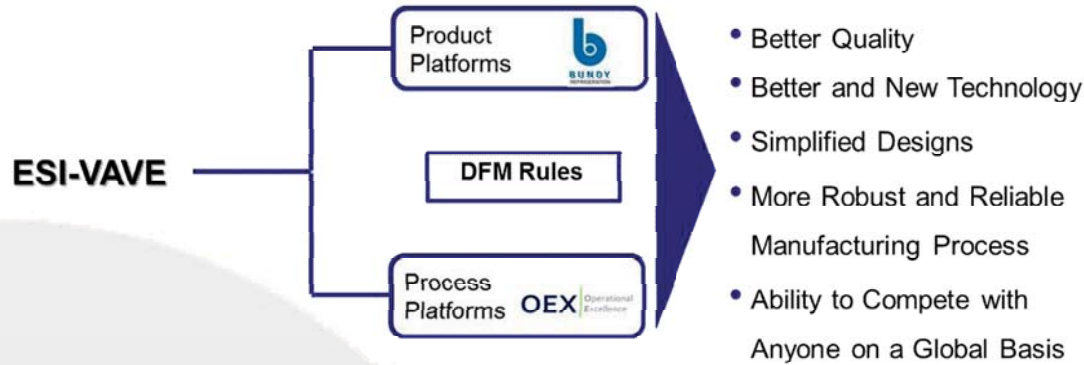 ESI-VAVE
Product
Platforms
BUNDY
REFRIGERATION
DFM Rules
Process
Platforms
OEX
Operational
Excellence
• Better Quality
• Better and New Technology
• Simplified Designs
• More Robust and Reliable
Manufacturing Process
• Ability to Compete with
Anyone on a Global Basis